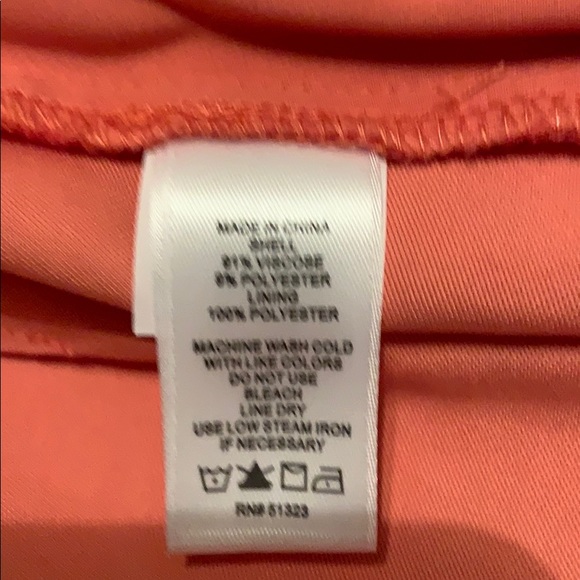 MADE IN CHINA
SHELL
91% VISCOSE
9% POLYESTER
LINING
100% POLYESTER
MACHINE WASH COLD
WITH LIKE COLORS
DO NOT USE
BLEACH
LINE DRY
USE LOW STEAM IRON
IF NECESSARY
RN# 51323